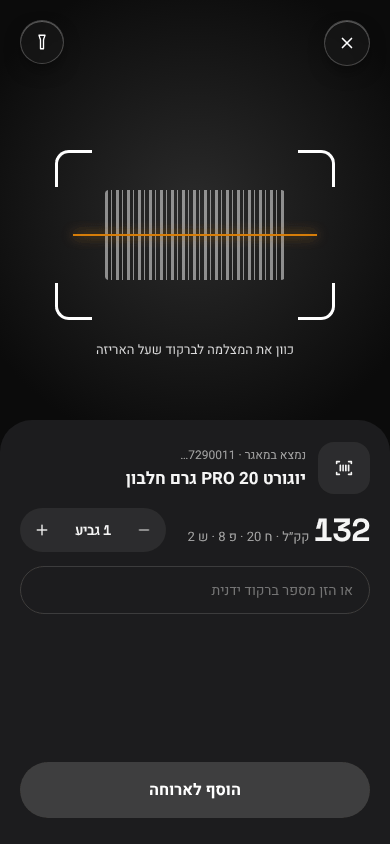 כוון את המצלמה לברקוד שעל האריזה
נמצא במאגר · 7290011…
יוגורט PRO 20 גרם חלבון
132 קק״ל · ח 20 · פ 8 · ש 2
− 1 גביע +
או הזן מספר ברקוד ידנית
הוסף לארוחה